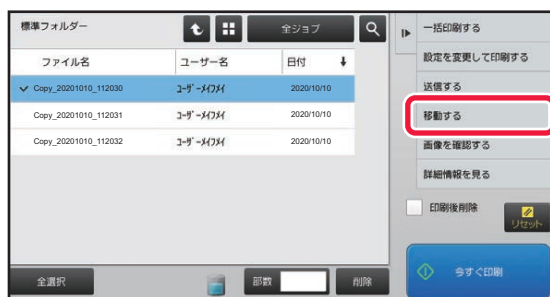 標準フォルダー
全ジョブ
ファイル名 ユーザー名 日付
Copy_20201010_112030 ﾕｰｻﾞｰﾒｲﾌﾒｲ 2020/10/10
Copy_20201010_112031 ﾕｰｻﾞｰﾒｲﾌﾒｲ 2020/10/10
Copy_20201010_112032 ﾕｰｻﾞｰﾒｲﾌﾒｲ 2020/10/10
全選択
部数
削除
一括印刷する
設定を変更して印刷する
送信する
移動する
画像を確認する
詳細情報を見る
印刷後削除
リセット
今すぐ印刷